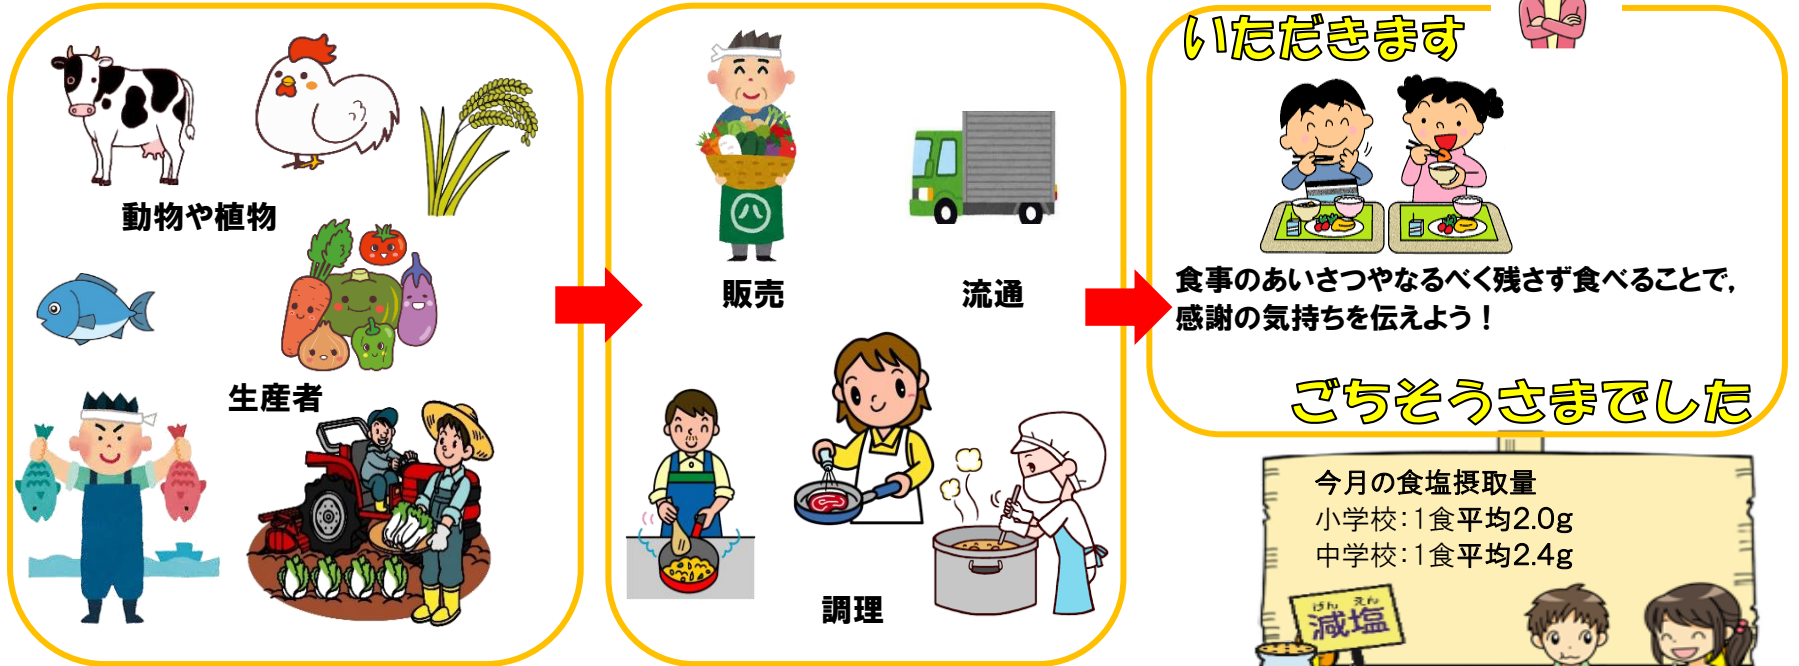 動物や植物
生産者
八
販売
流通
調理
いただきます
食事のあいさつやなるべく残さず食べることで,
感謝の気持ちを伝えよう！
ごちそうさまでした
今月の食塩摂取量
小学校：1食平均2.0g
中学校：1食平均2.4g
げん えん
減塩